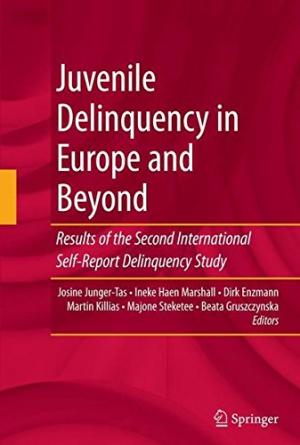 Juvenile
Delinquency in
Europe and
Beyond
Results of the Second International
Self-Report Delinquency Study
Josine Junger-Tas • Ineke Haen Marshall • Dirk Enzmann
Martin Killias • Majone Steketee • Beata Gruszczynska
Editors
Springer